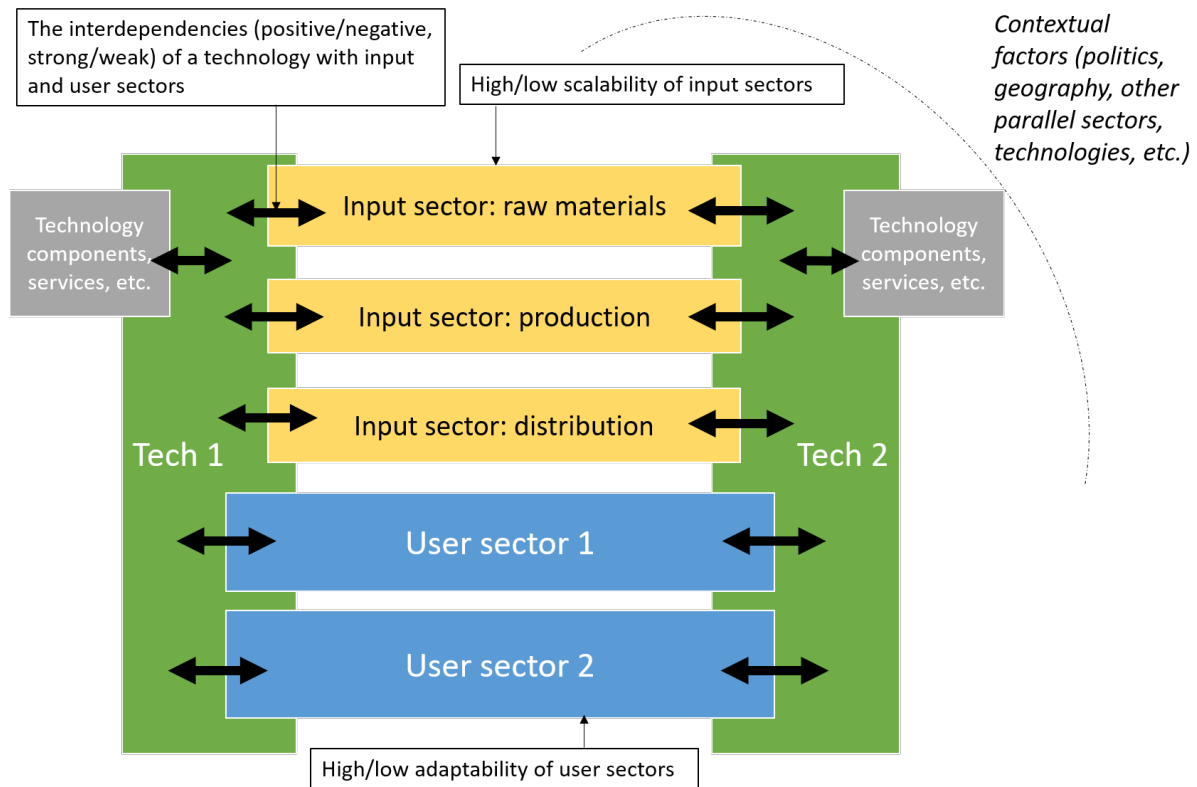 The interdependencies (positive/negative,
strong/weak) of a technology with input
and user sectors
High/low scalability of input sectors
Contextual
factors (politics,
geography, other
parallel sectors,
technologies, etc.)
Technology
components,
services, etc.
Input sector: raw materials
Technology
components,
services, etc.
Input sector: production
Input sector: distribution
Tech 1
Tech 2
User sector 1
User sector 2
High/low adaptability of user sectors